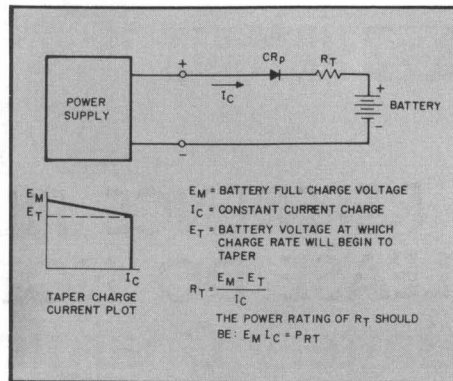 +
CRP
RT
IC
POWER
SUPPLY
+
BATTERY
-
-
EM
ET
IC
TAPER CHARGE
CURRENT PLOT
EM = BATTERY FULL CHARGE VOLTAGE
IC = CONSTANT CURRENT CHARGE
ET = BATTERY VOLTAGE AT WHICH
CHARGE RATE WILL BEGIN TO
TAPER
RT = EM - ET
IC
THE POWER RATING OF RT SHOULD
BE: EM IC = PRT